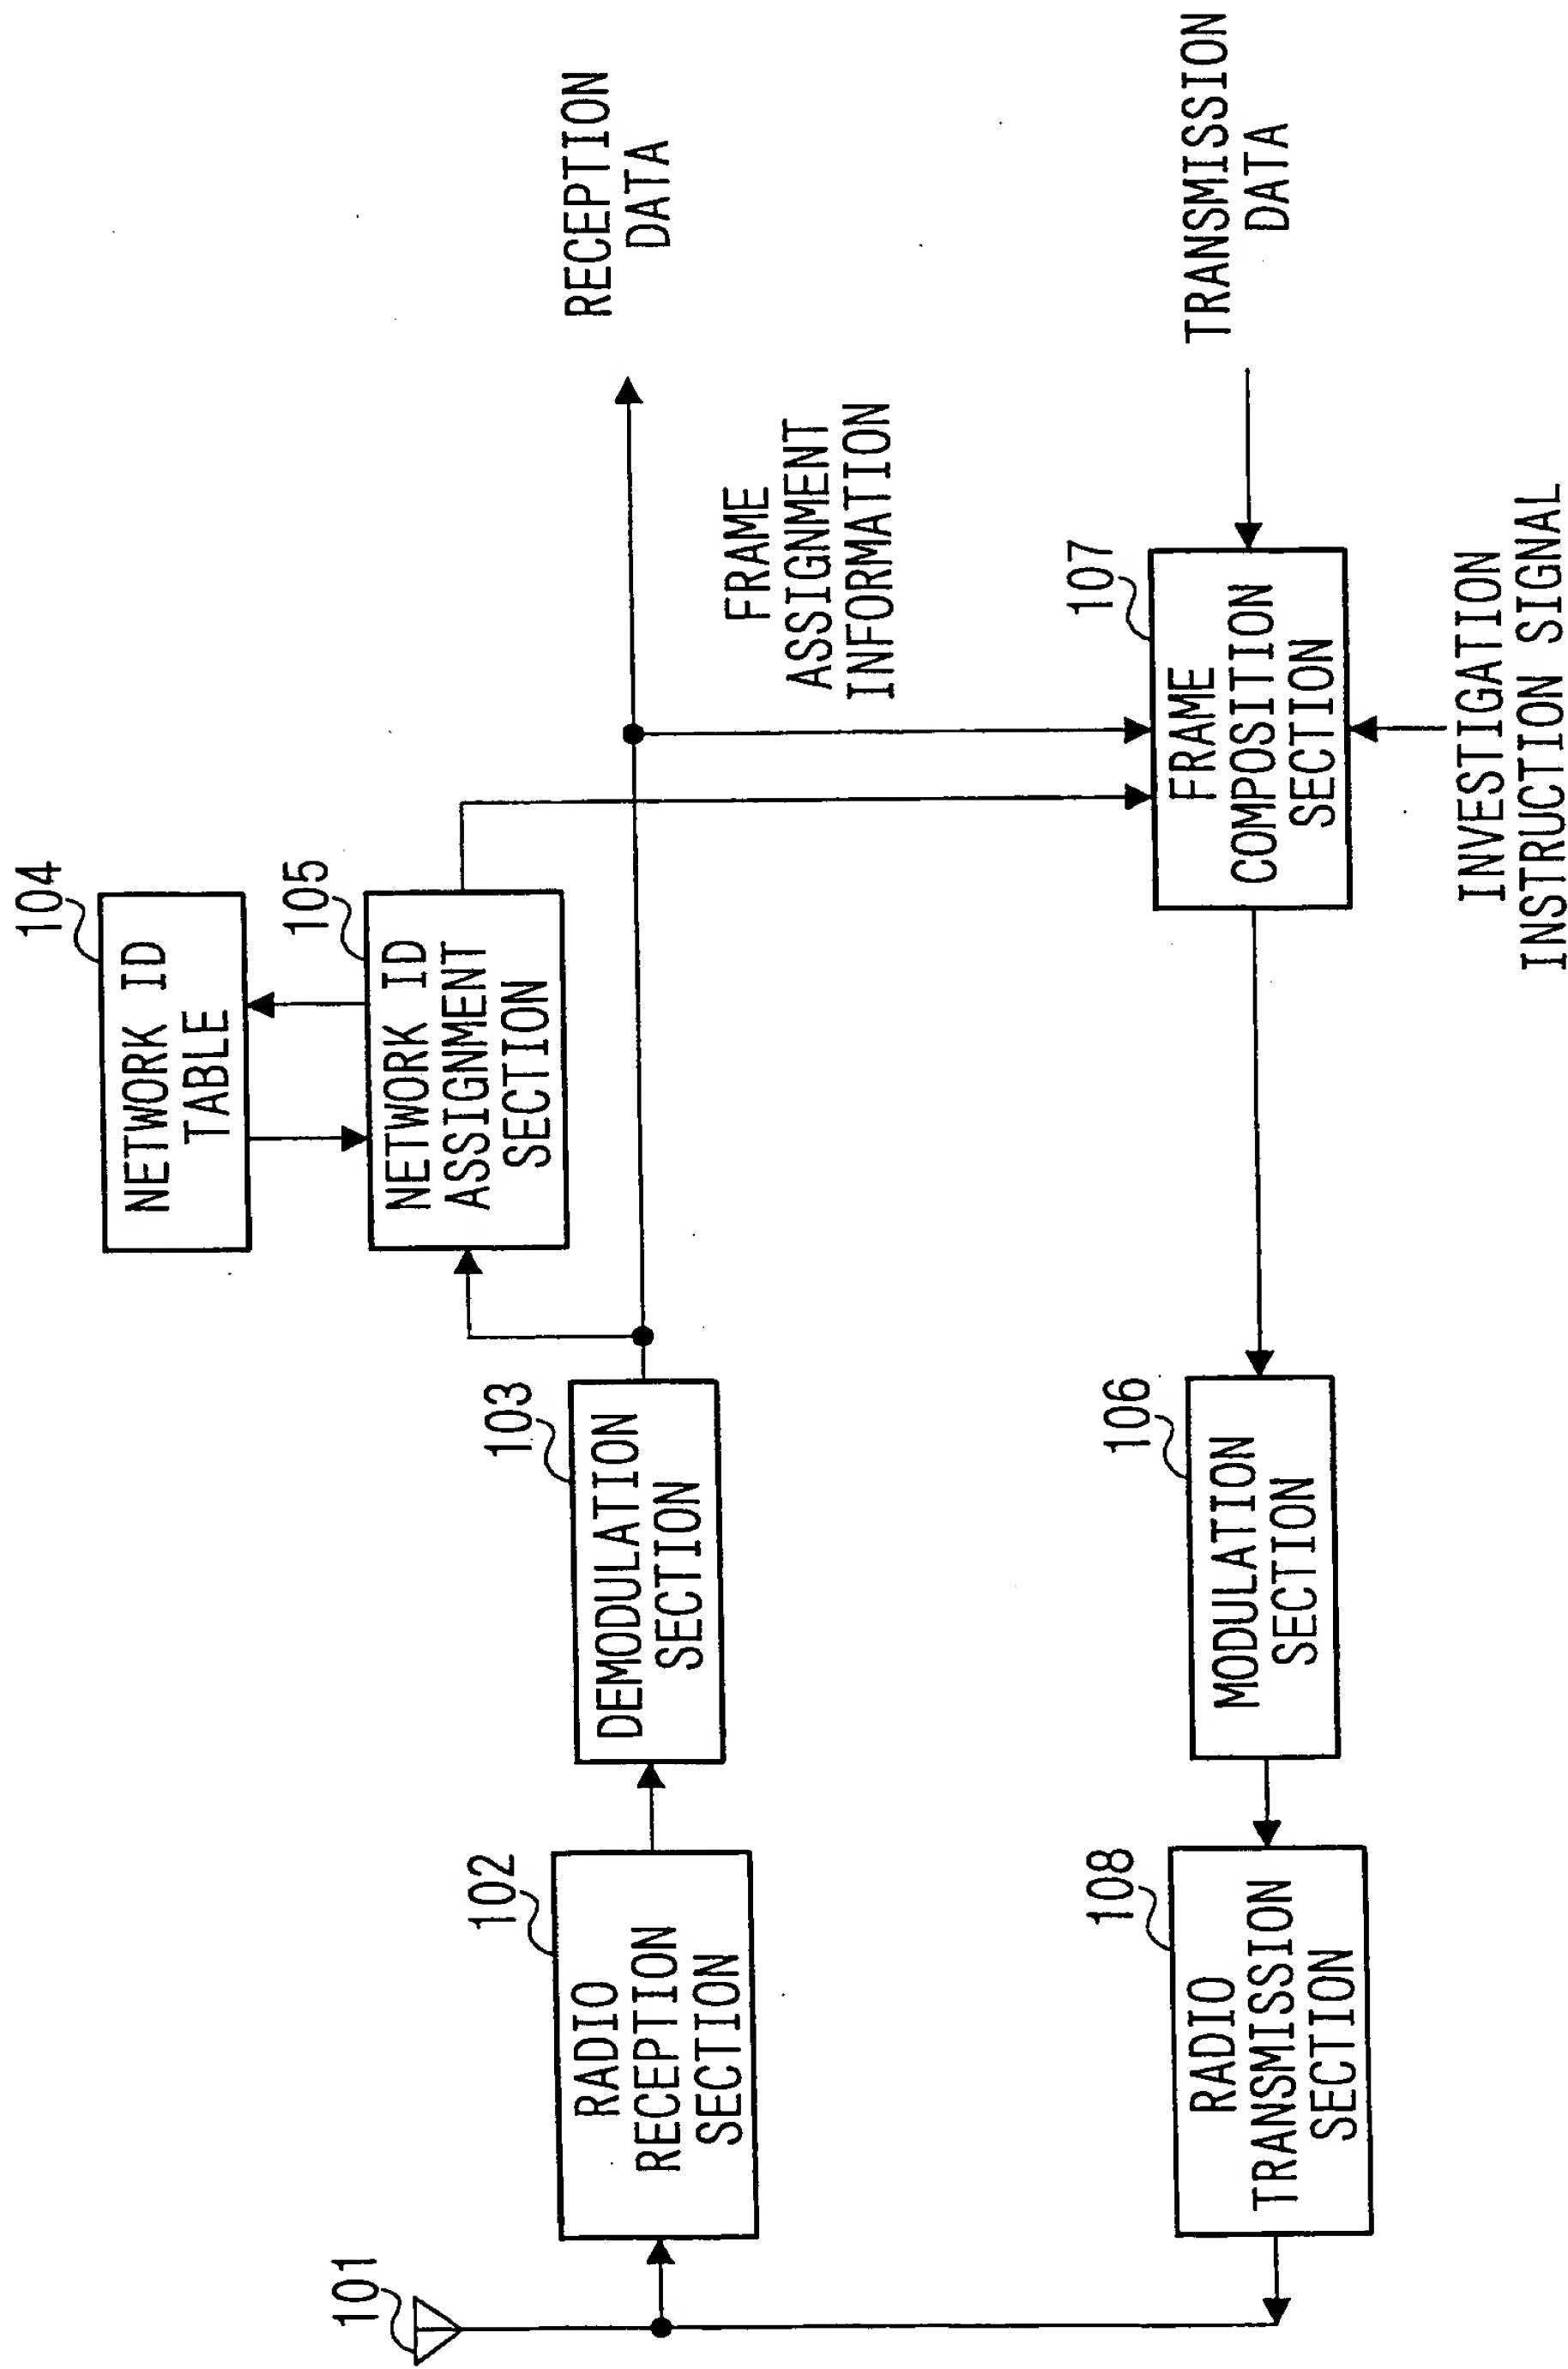 104
NETWORK ID
TABLE
105
NETWORK ID
ASSIGNMENT
SECTION
101
102
RADIO
RECEPTION
SECTION
103
DEMODULATION
SECTION
RECEPTION
DATA
FRAME
ASSIGNMENT
INFORMATION
108
RADIO
TRANSMISSION
SECTION
106
MODULATION
SECTION
107
FRAME
COMPOSITION
SECTION
TRANSMISSION
DATA
INVESTIGATION
INSTRUCTION SIGNAL